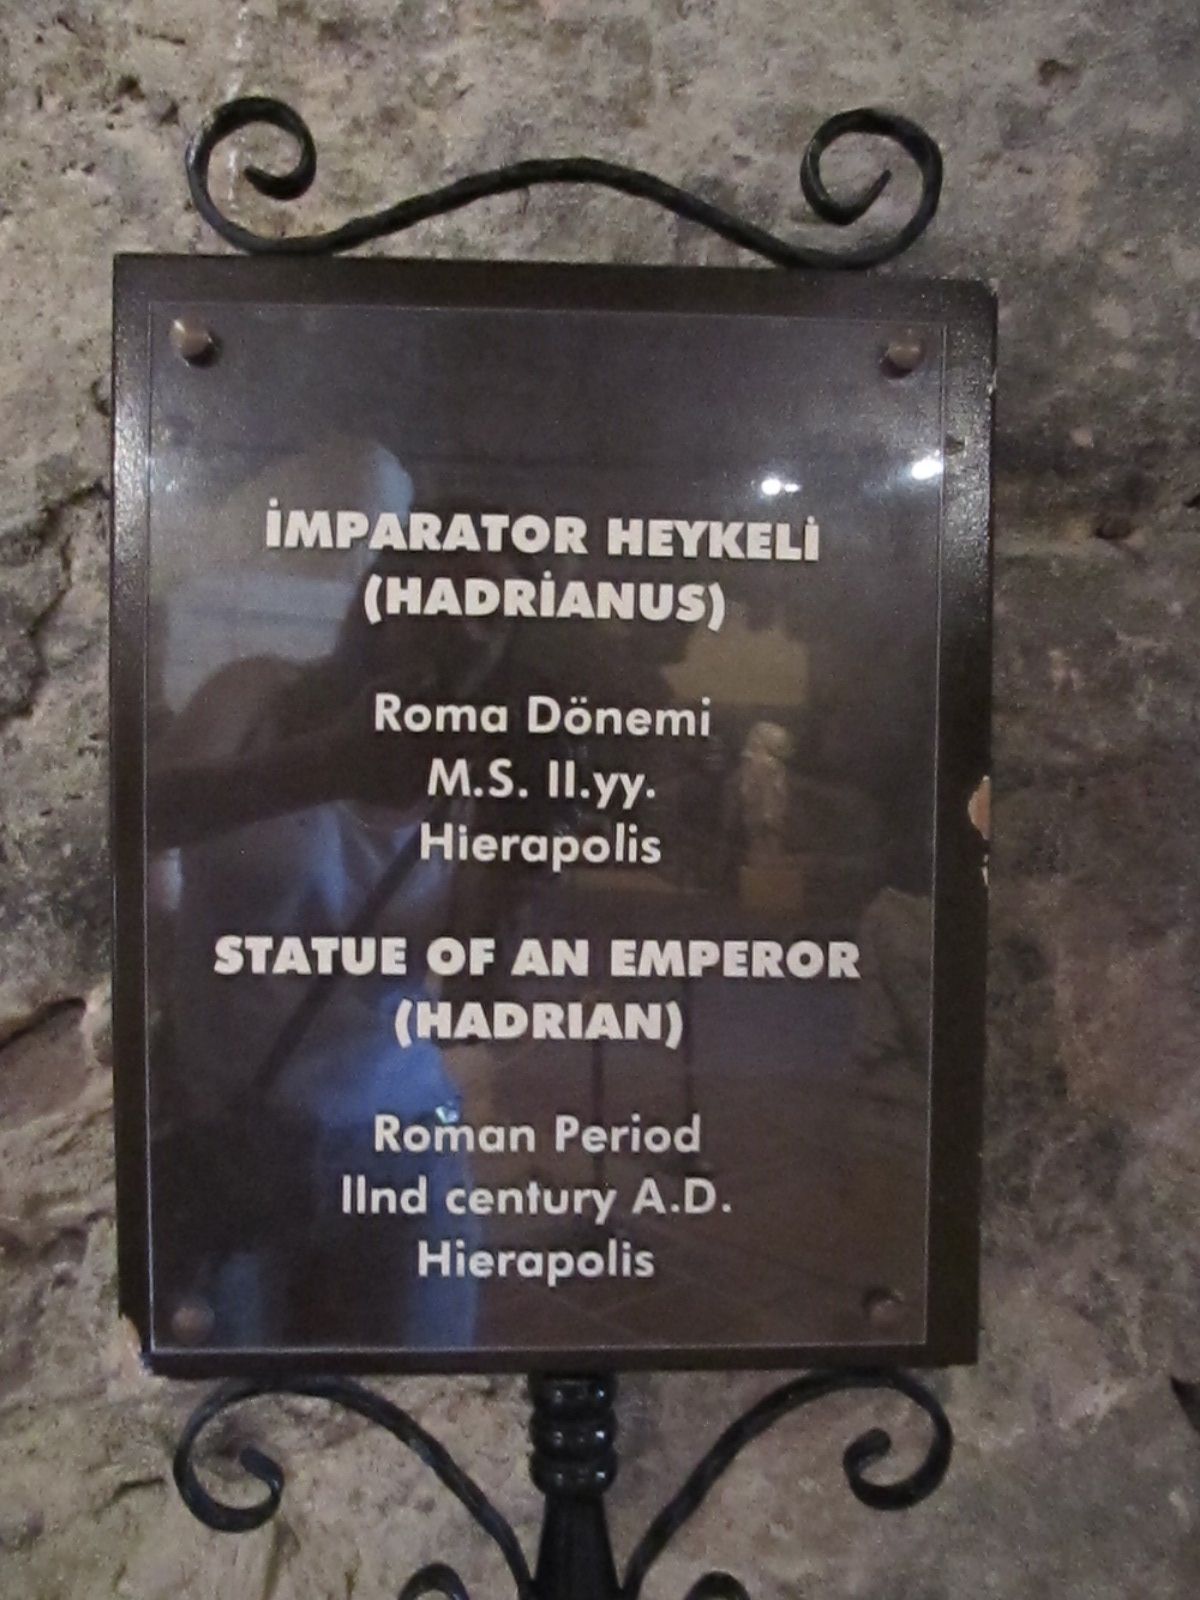 İMPARATOR HEYKELİ
(HADRİANUS)
Roma Dönemi
M.S. II.yy.
Hierapolis
STATUE OF AN EMPEROR
(HADRIAN)
Roman Period
IInd century A.D.
Hierapolis